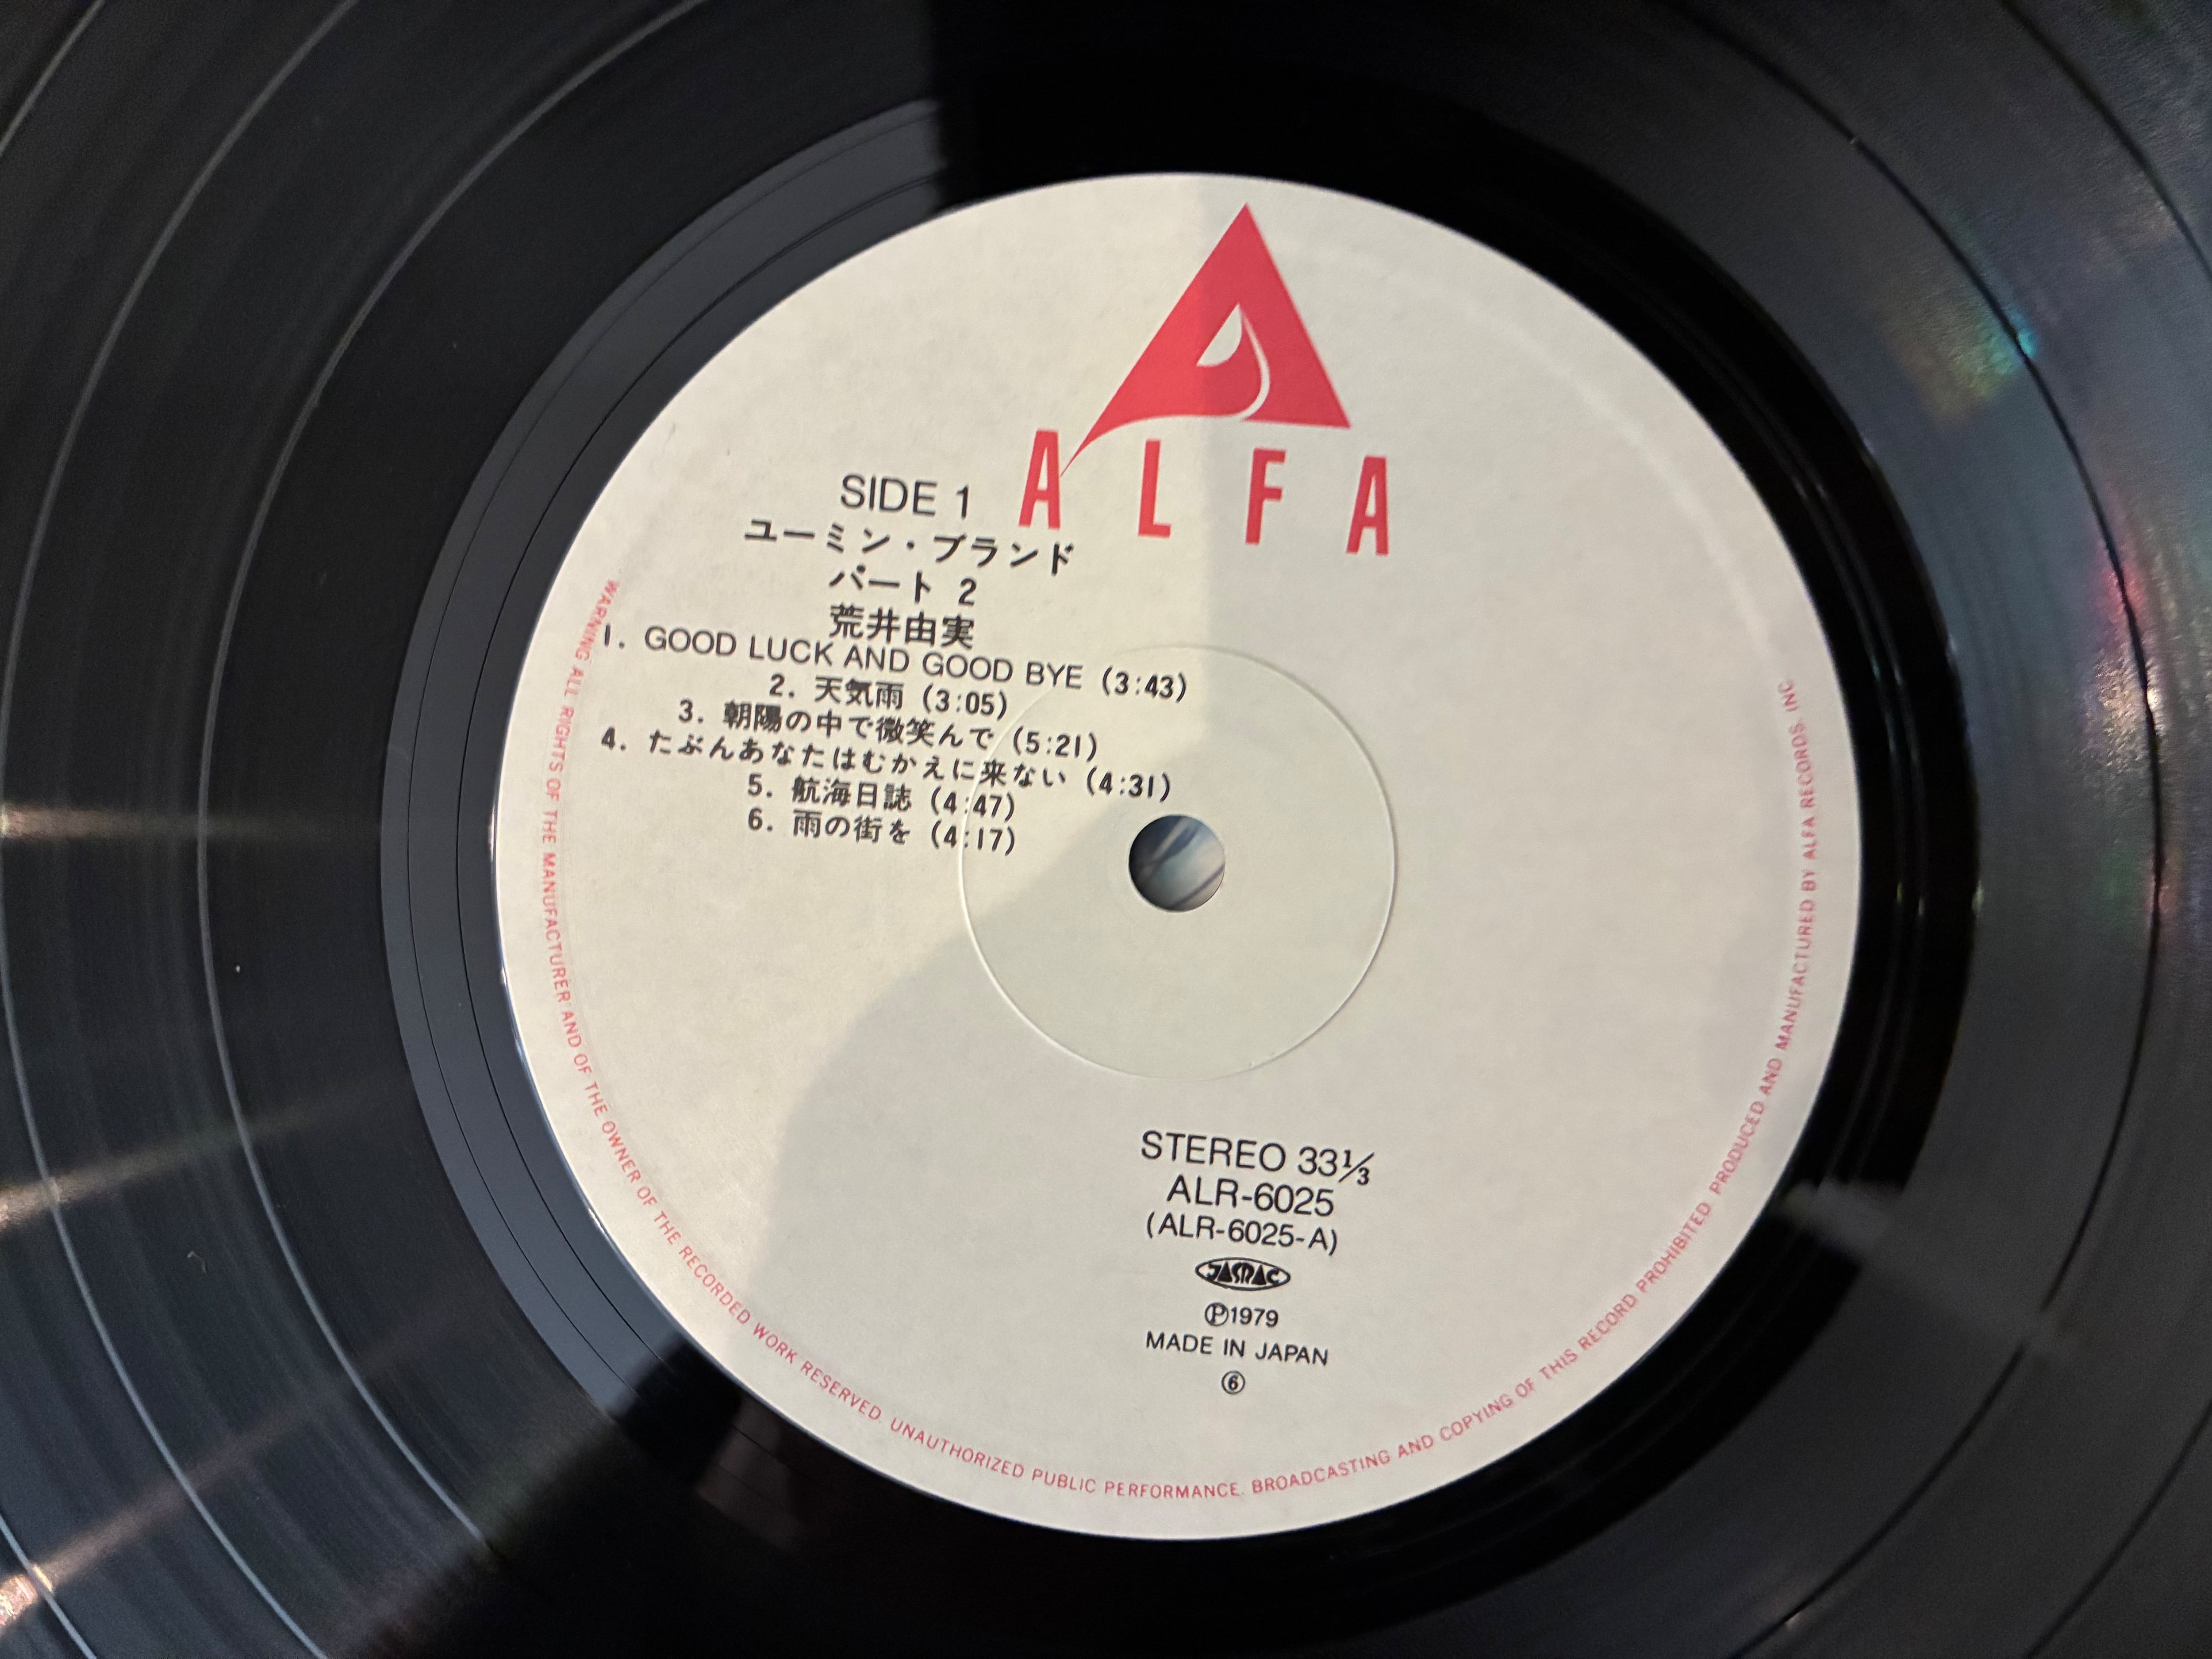 ALFA
SIDE 1
ユーミン・ブランド
パート 2
荒井由実
1. GOOD LUCK AND GOOD BYE (3:43)
2. 天気雨 (3:05)
3. 朝陽の中で微笑んで (5:21)
4. たぶんあなたはむかえに来ない (4:31)
5. 航海日誌 (4:47)
6. 雨の街を (4:17)
STEREO 33⅓
ALR-6025
(ALR-6025-A)
JASRAC
℗1979
MADE IN JAPAN
⑥
WARNING ALL RIGHTS OF THE MANUFACTURER AND OF THE OWNER OF THE RECORDED WORK RESERVED. UNAUTHORIZED PUBLIC PERFORMANCE. BROADCASTING AND COPYING OF THIS RECORD PROHIBITED. PRODUCED AND MANUFACTURED BY ALFA RECORDS. INC.